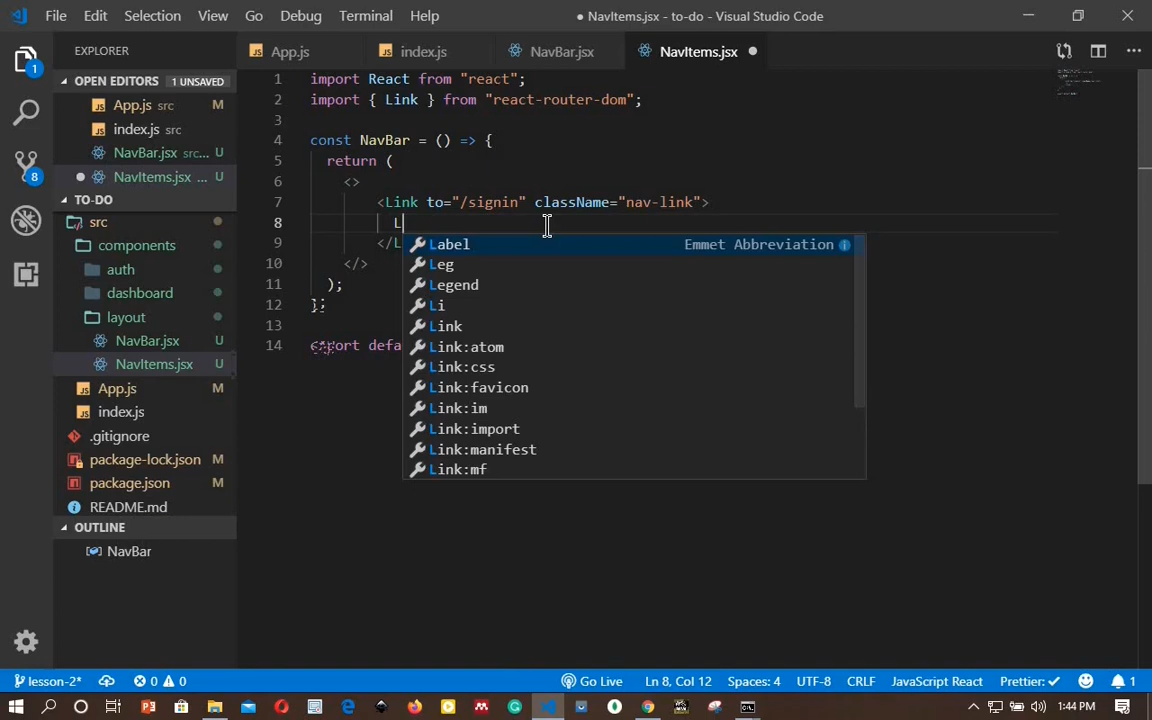 File Edit Selection View Go Debug Terminal Help
● NavItems.jsx - to-do - Visual Studio Code
EXPLORER
App.js
index.js
NavBar.jsx
NavItems.jsx
OPEN EDITORS 1 UNSAVED
App.js src M
index.js src
NavBar.jsx src... U
NavItems.jsx ... U
TO-DO
src
components
auth
dashboard
layout
NavBar.jsx U
NavItems.jsx U
App.js M
index.js
.gitignore
package-lock.json M
package.json M
README.md
OUTLINE
NavBar
1
8
1 import React from "react";
2 import { Link } from "react-router-dom";
3
4 const NavBar = () => {
5 return (
6 <>
7 <Link to="/signin" className="nav-link">
8 L
9 </L
10 </>
11 );
12 };
13
14 export defa
Label Emmet Abbreviation
Leg
Legend
Li
Link
Link:atom
Link:css
Link:favicon
Link:im
Link:import
Link:manifest
Link:mf
lesson-2* 0 0 Go Live Ln 8, Col 12 Spaces: 4 UTF-8 CRLF JavaScript React Prettier: ✓ 1
1:44 PM